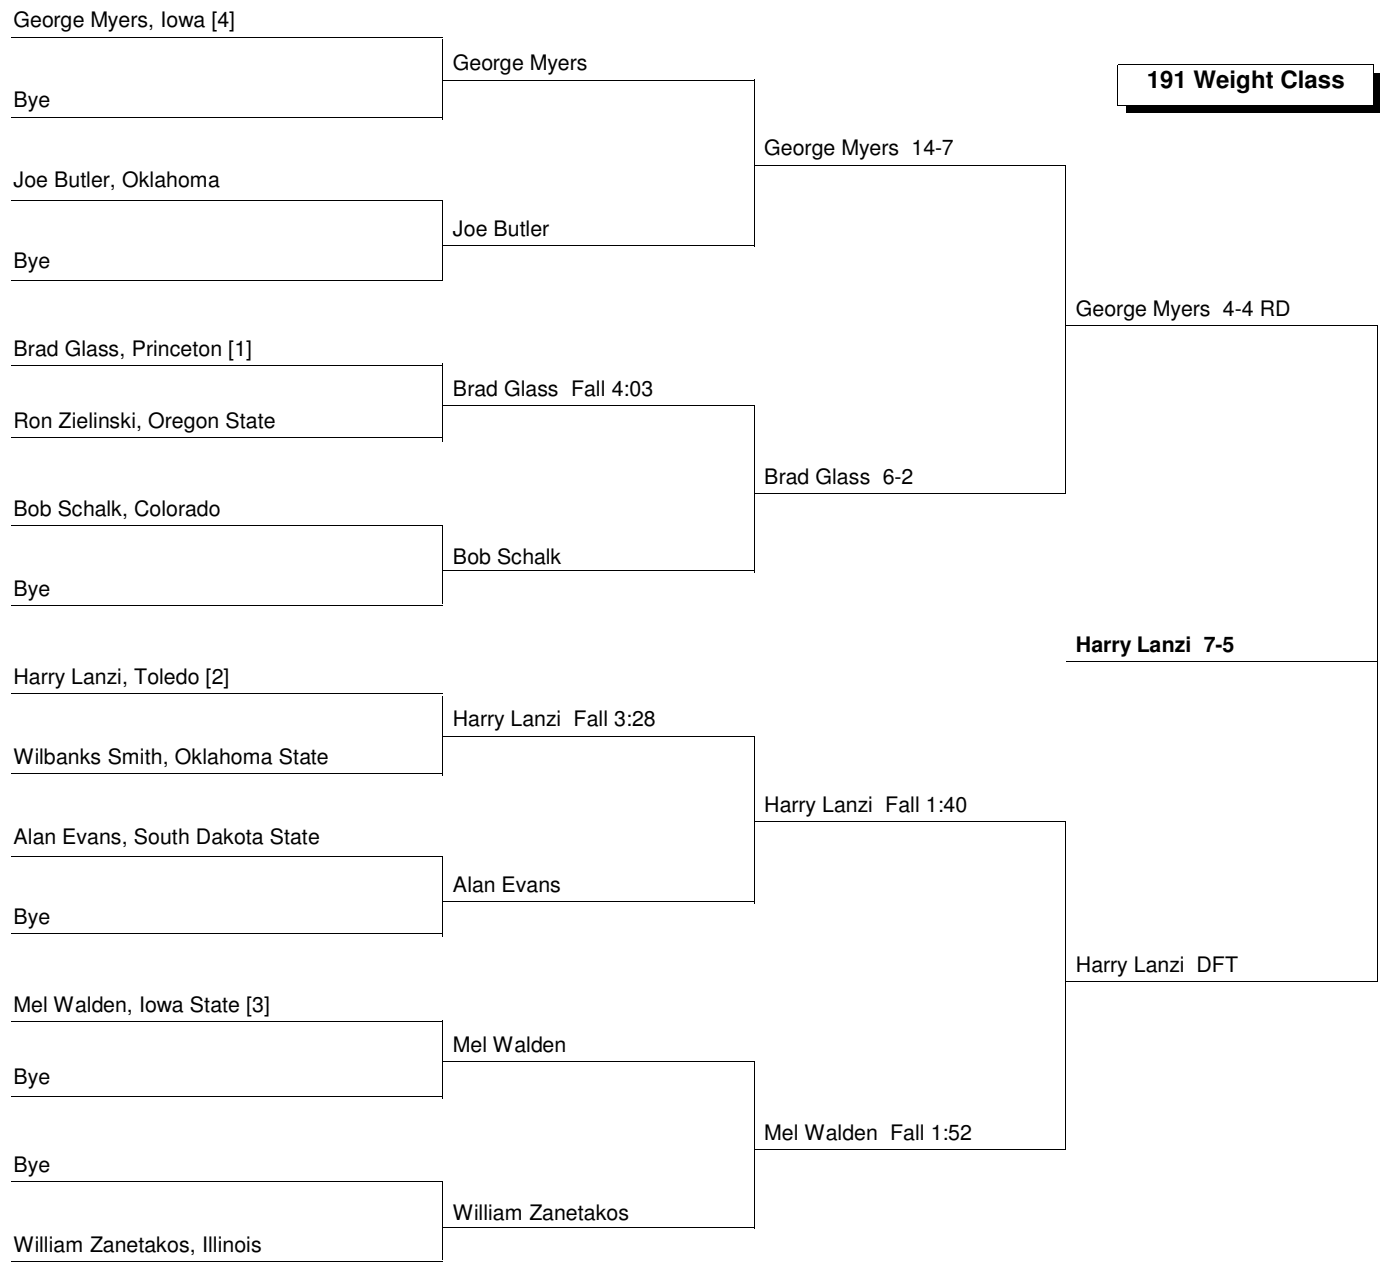 George Myers, Iowa [4]
Bye
Joe Butler, Oklahoma
Bye
Brad Glass, Princeton [1]
Ron Zielinski, Oregon State
Bob Schalk, Colorado
Bye
Harry Lanzi, Toledo [2]
Wilbanks Smith, Oklahoma State
Alan Evans, South Dakota State
Bye
Mel Walden, Iowa State [3]
Bye
Bye
William Zanetakos, Illinois
George Myers
Joe Butler
Brad Glass Fall 4:03
Bob Schalk
Harry Lanzi Fall 3:28
Alan Evans
Mel Walden
William Zanetakos
George Myers 14-7
Brad Glass 6-2
Harry Lanzi Fall 1:40
Mel Walden Fall 1:52
191 Weight Class
George Myers 4-4 RD
Harry Lanzi 7-5
Harry Lanzi DFT